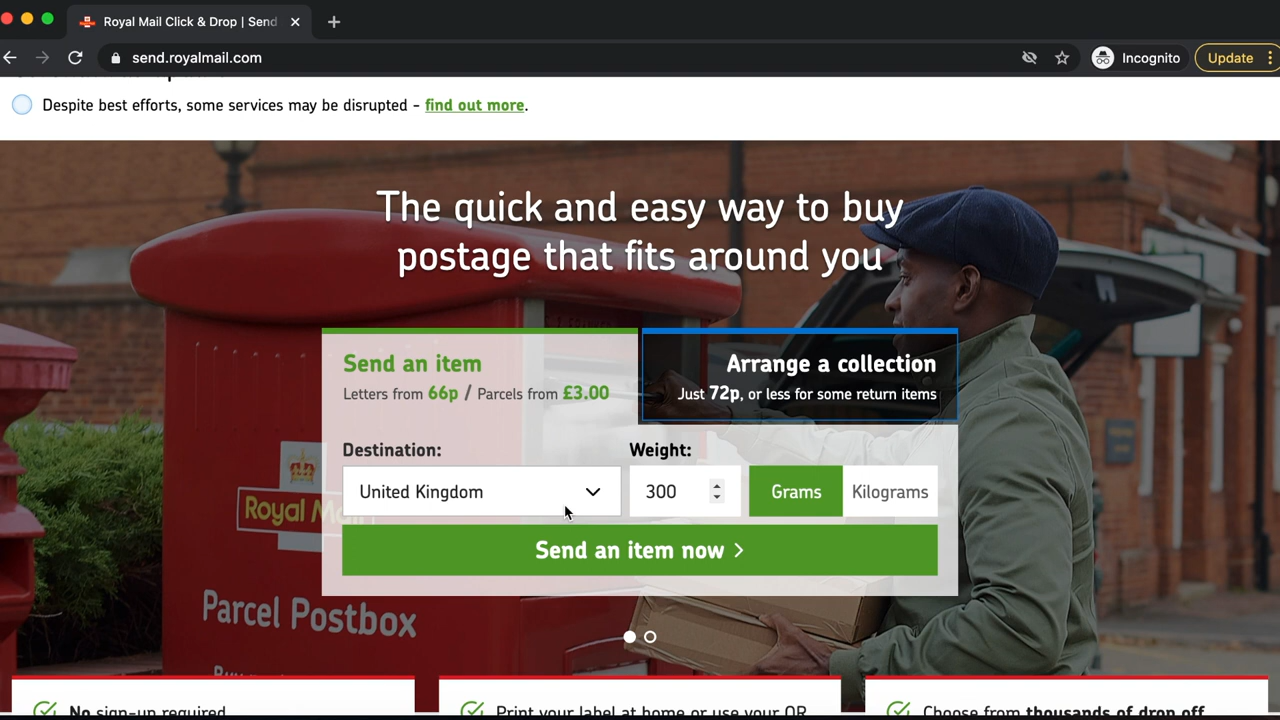 Royal Mail Click & Drop | Send
send.royalmail.com
Incognito
Update
Despite best efforts, some services may be disrupted - find out more.
The quick and easy way to buy
postage that fits around you
Send an item
Letters from 66p / Parcels from £3.00
Arrange a collection
Just 72p, or less for some return items
Destination:
Weight:
United Kingdom
300
Grams
Kilograms
Send an item now
Royal Mail
Parcel Postbox
No sign-up required
Print your label at home or use your QR
Choose from thousands of drop off